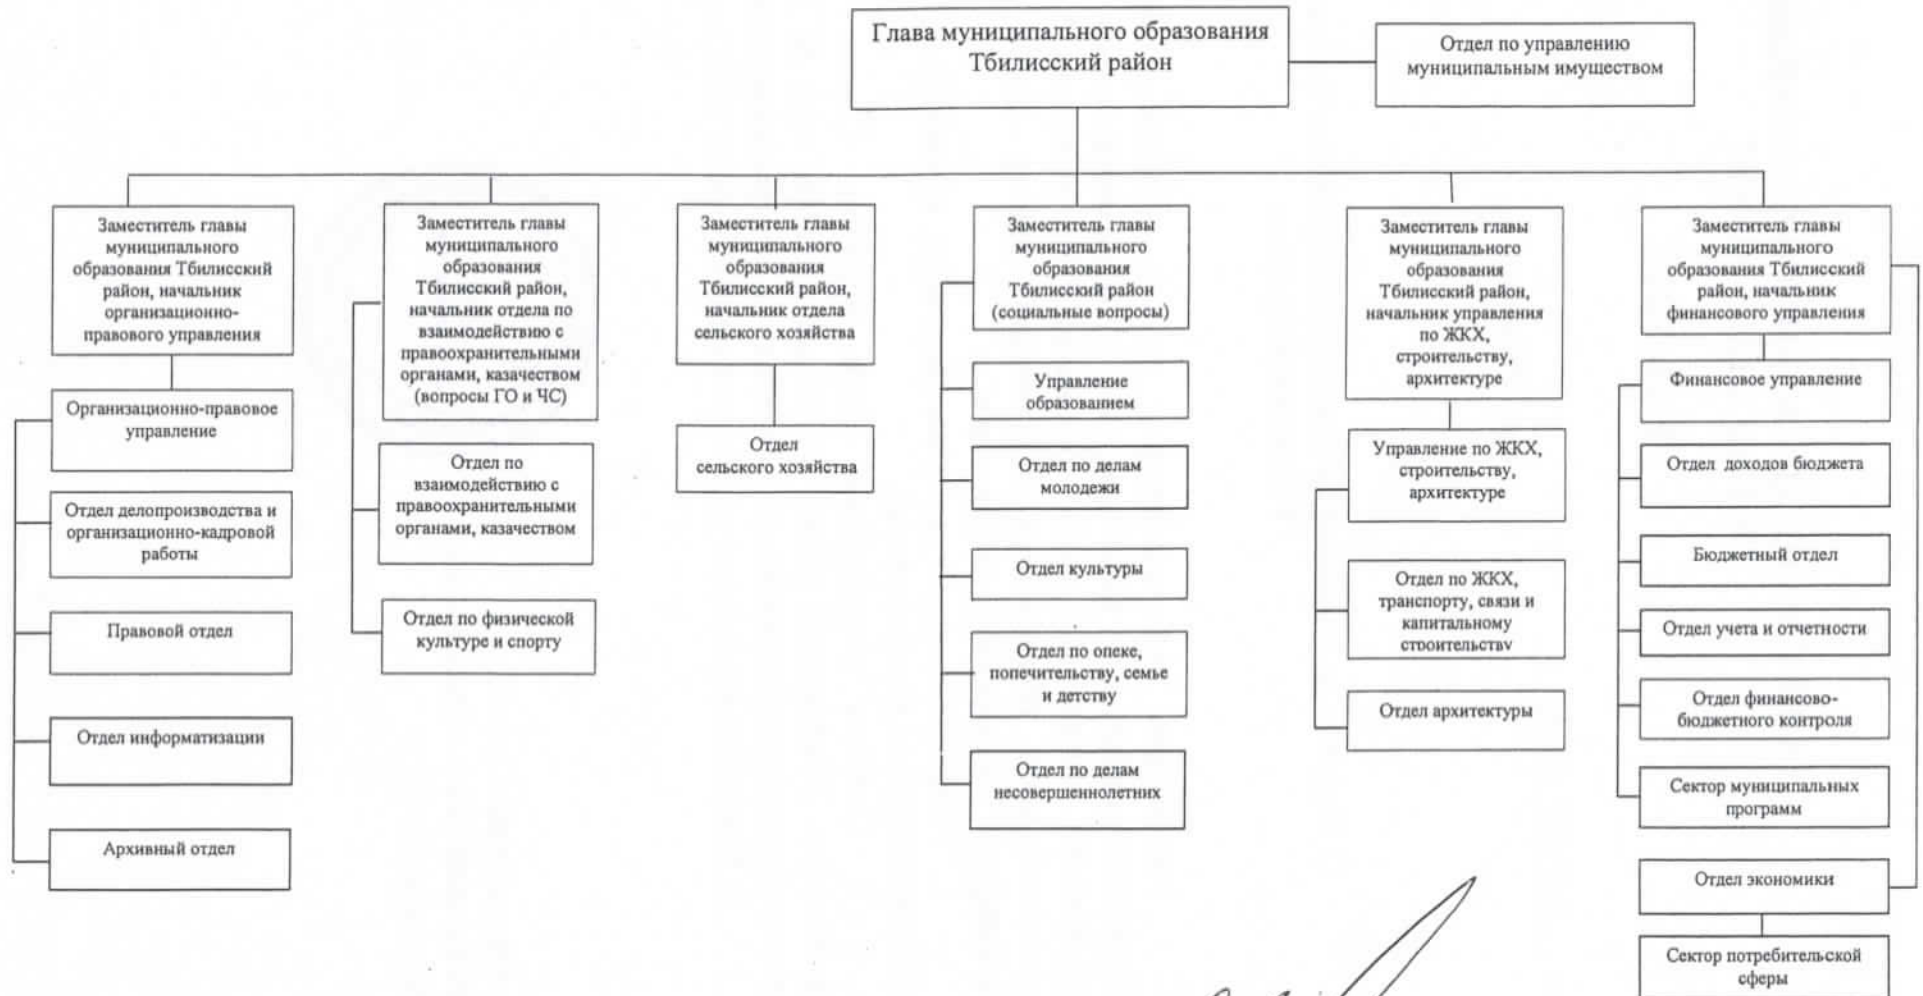 Глава муниципального образования
Тбилисский район
Отдел по управлению
муниципальным имуществом
Заместитель главы
муниципального
образования Тбилисский
район, начальник
организационно-
правового управления
Организационно-правовое
управление
Отдел делопроизводства и
организационно-кадровой
работы
Правовой отдел
Отдел информатизации
Архивный отдел
Заместитель главы
муниципального
образования
Тбилисский район,
начальник отдела по
взаимодействию с
правоохранительными
органами, казачеством
(вопросы ГО и ЧС)
Отдел по
взаимодействию с
правоохранительными
органами, казачеством
Отдел по физической
культуре и спорту
Заместитель главы
муниципального
образования
Тбилисский район,
начальник отдела
сельского хозяйства
Отдел
сельского хозяйства
Заместитель главы
муниципального
образования
Тбилисский район
(социальные вопросы)
Управление
образованием
Отдел по делам
молодежи
Отдел культуры
Отдел по опеке,
попечительству, семье
и детству
Отдел по делам
несовершеннолетних
Заместитель главы
муниципального
образования
Тбилисский район,
начальник управления
по ЖКХ,
строительству,
архитектуре
Управление по ЖКХ,
строительству,
архитектуре
Отдел по ЖКХ,
транспорту, связи и
капитальному
строительству
Отдел архитектуры
Заместитель главы
муниципального
образования Тбилисский
район, начальник
финансового управления
Финансовое управление
Отдел доходов бюджета
Бюджетный отдел
Отдел учета и отчетности
Отдел финансово-
бюджетного контроля
Сектор муниципальных
программ
Отдел экономики
Сектор потребительской
сферы